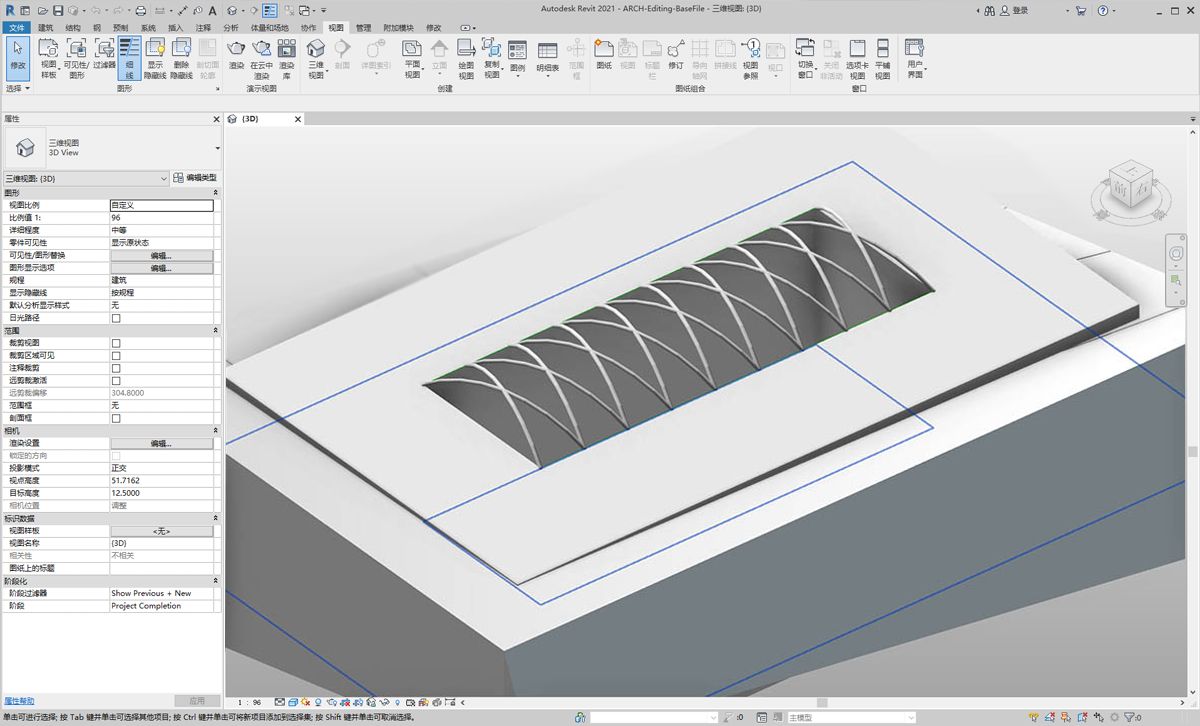 Autodesk Revit 2021 - ARCH-Editing-BaseFile - 三维视图: {3D}
登录
文件 建筑 结构 钢 预制 系统 插入 注释 分析 体量和场地 协作 视图 管理 附加模块 修改
修改
视图样板
可见性/图形
过滤器
细线
显示隐藏线
删除隐藏线
剖切面轮廓
渲染
在云中渲染
渲染库
三维视图
剖面
详图索引
平面视图
立面
绘图视图
复制视图
图例
明细表
范围框
图纸
视图
标题栏
修订
导向轴网
拼接线
视图参照
视口
切换窗口
关闭非活动
选项卡视图
平铺视图
用户界面
选择 图形 演示视图 创建 图纸组合 窗口
属性
{3D}
三维视图
3D View
三维视图: {3D} 编辑类型
图形
视图比例 自定义
比例值 1: 96
详细程度 中等
零件可见性 显示原状态
可见性/图形替换 编辑...
图形显示选项 编辑...
规程 建筑
显示隐藏线 按规程
默认分析显示样式 无
日光路径
范围
裁剪视图
裁剪区域可见
注释裁剪
远剪裁激活
远剪裁偏移 304.8000
范围框 无
剖面框
相机
渲染设置 编辑...
锁定的方向
投影模式 正交
视点高度 51.7162
目标高度 12.5000
相机位置 调整
标识数据
视图样板 <无>
视图名称 {3D}
相关性 不相关
图纸上的标题
阶段化
阶段过滤器 Show Previous + New
阶段 Project Completion
属性帮助 应用
1 : 96
单击可进行选择; 按 Tab 键并单击可选择其他项目; 按 Ctrl 键并单击可将新项目添加到选择集; 按 Shift 键并单击可取消选择。
:0
主模型
:0
上
前
右